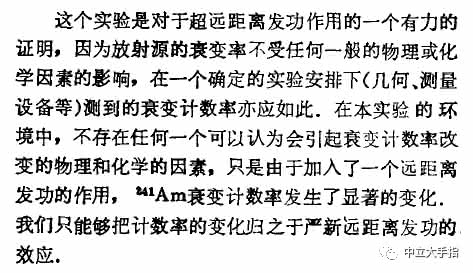 这个实验是对于超远距离发功作用的一个有力的
证明，因为放射源的衰变率不受任何一般的物理或化
学因素的影响，在一个确定的实验安排下(几何、测量
设备等)测到的衰变计数率亦应如此．在本实验 的 环
境中，不存在任何一个可以认为会引起衰变计数率改
变的物理和化学的因素，只是由于加入了一个远距离
发功的作用，²⁴¹Am衰变计数率发生了显著的变化．
我们只能够把计数率的变化归之于严新远距离发功的
效应．
中立大手指